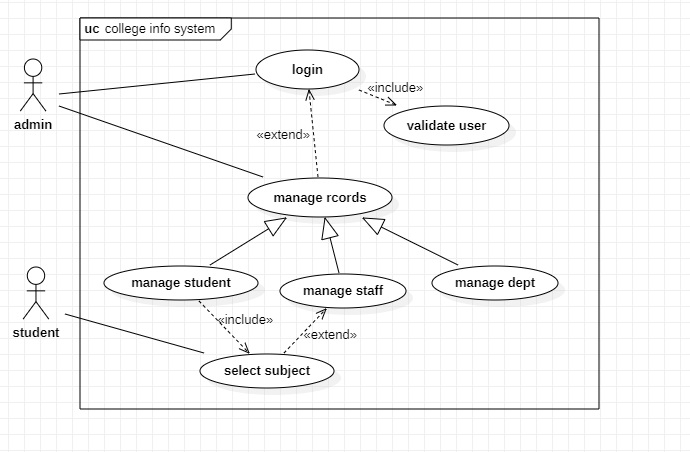 uc college info system
login
«include»
admin
validate user
«extend»
manage rcords
manage student
manage staff
manage dept
«include»
student
«extend»
select subject